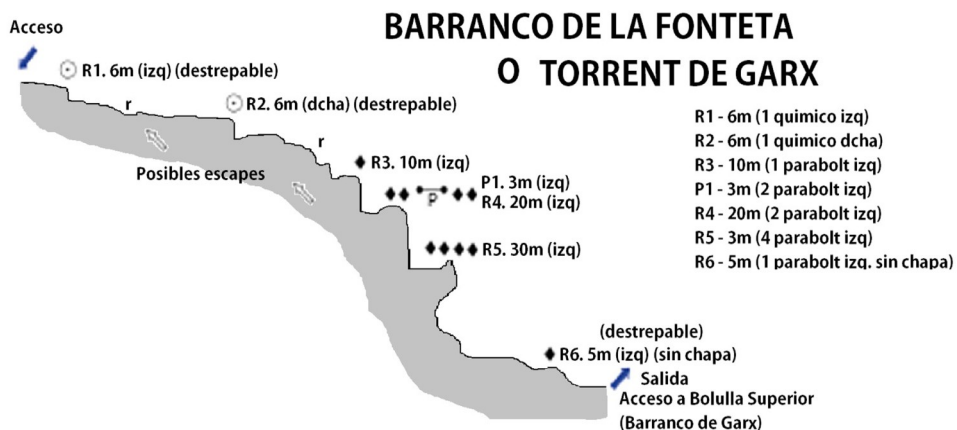 BARRANCO DE LA FONTETA
O TORRENT DE GARX
Acceso
R1. 6m (izq) (destrepable)
r
R2. 6m (dcha) (destrepable)
r
Posibles escapes
R3. 10m (izq)
P1. 3m (izq)
P
R4. 20m (izq)
R5. 30m (izq)
(destrepable)
R6. 5m (izq) (sin chapa)
Salida
Acceso a Bolulla Superior
(Barranco de Garx)
R1 - 6m (1 quimico izq)
R2 - 6m (1 quimico dcha)
R3 - 10m (1 parabolt izq)
P1 - 3m (2 parabolt izq)
R4 - 20m (2 parabolt izq)
R5 - 3m (4 parabolt izq)
R6 - 5m (1 parabolt izq. sin chapa)